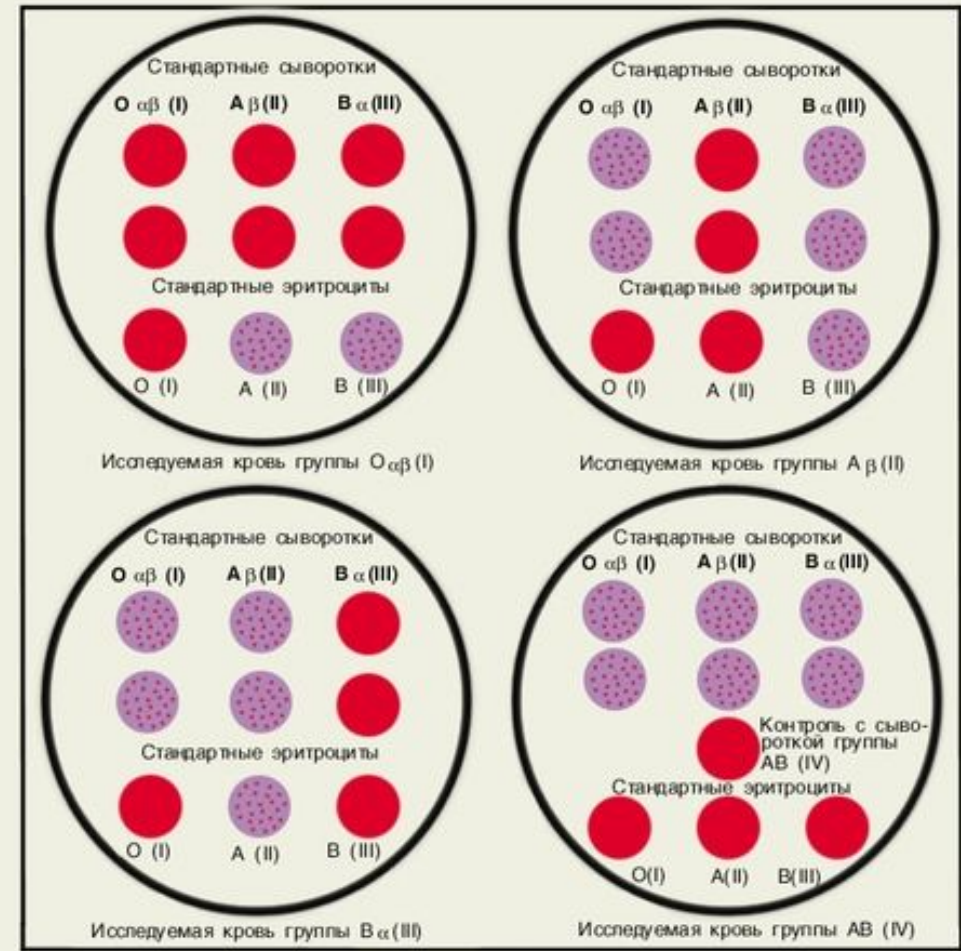 Стандартные сыворотки
O αβ (I) A β (II) B α (III)
Стандартные эритроциты
O (I) A (II) B (III)
Исследуемая кровь группы O αβ (I)
Стандартные сыворотки
O αβ (I) A β (II) B α (III)
Стандартные эритроциты
O (I) A (II) B (III)
Исследуемая кровь группы A β (II)
Стандартные сыворотки
O αβ (I) A β (II) B α (III)
Стандартные эритроциты
O (I) A (II) B (III)
Исследуемая кровь группы B α (III)
Стандартные сыворотки
O αβ (I) A β (II) B α (III)
Контроль с сыво-
роткой группы
AB (IV)
Стандартные эритроциты
O(I) A(II) B(III)
Исследуемая кровь группы AB (IV)